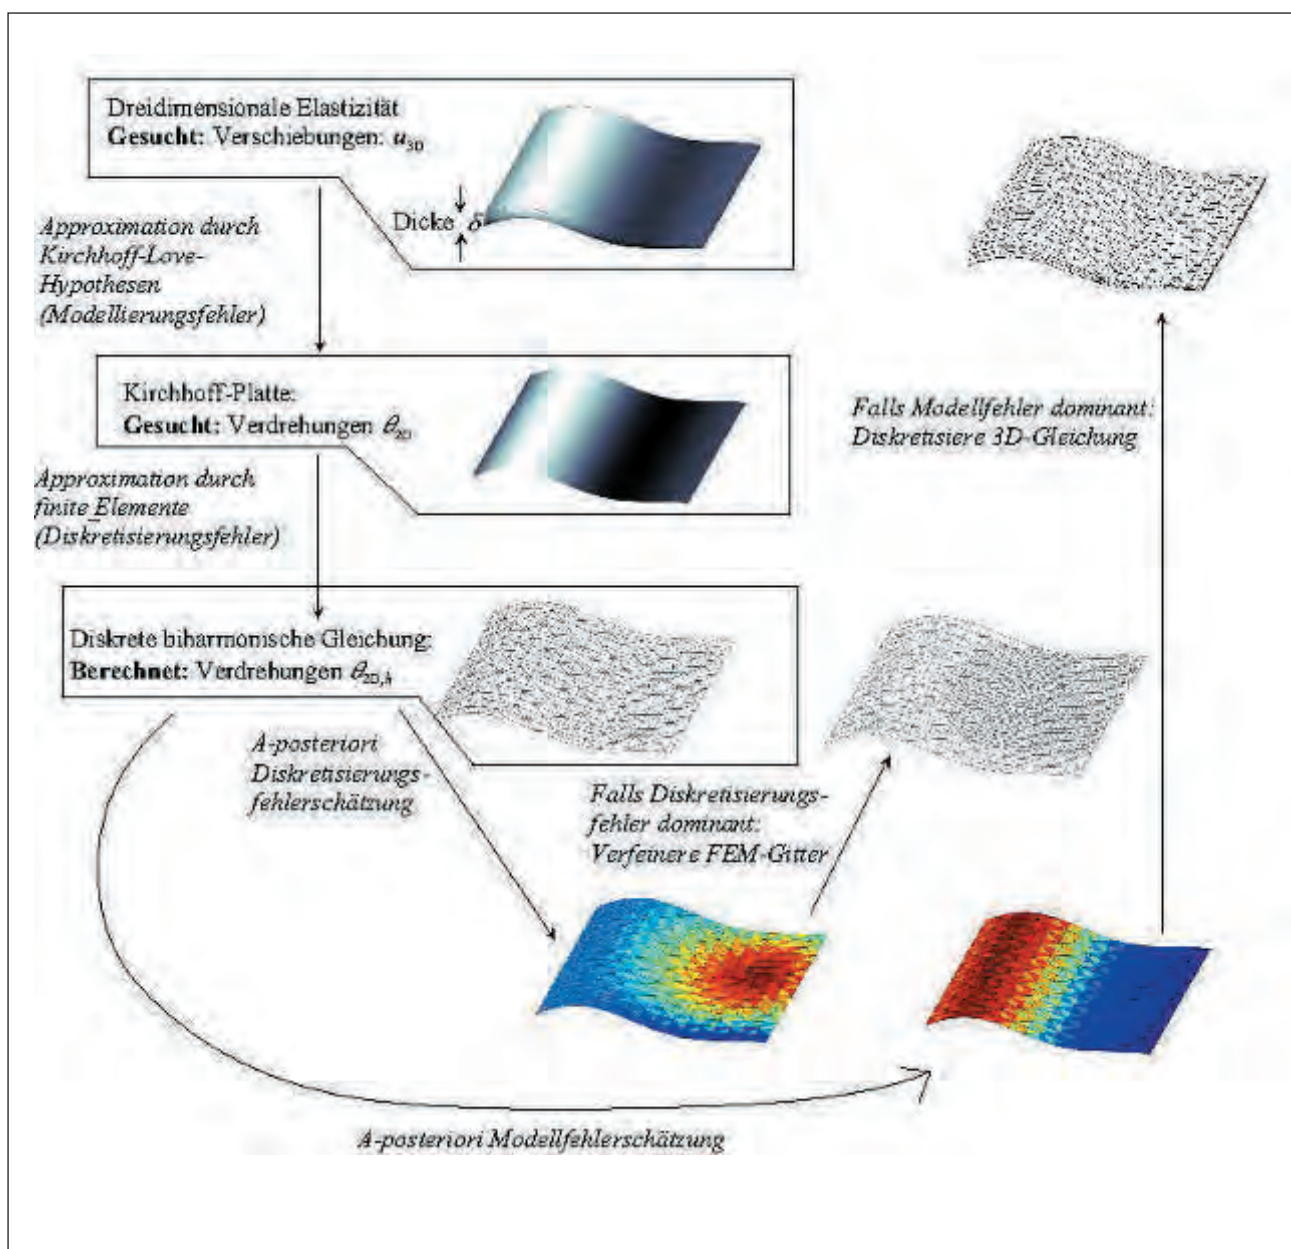 Dreidimensionale Elastizität
Gesucht: Verschiebungen: u3D
Dicke δ
Approximation durch
Kirchhoff-Love-
Hypothesen
(Modellierungsfehler)
Kirchhoff-Platte:
Gesucht: Verdrehungen θ2D
Falls Modellfehler dominant:
Diskretisiere 3D-Gleichung
Approximation durch
finite Elemente
(Diskretisierungsfehler)
Diskrete biharmonische Gleichung:
Berechnet: Verdrehungen θ2D,h
A-posteriori
Diskretisierungs-
fehlerschätzung
Falls Diskretisierungs-
fehler dominant:
Verfeinere FEM-Gitter
A-posteriori Modellfehlerschätzung